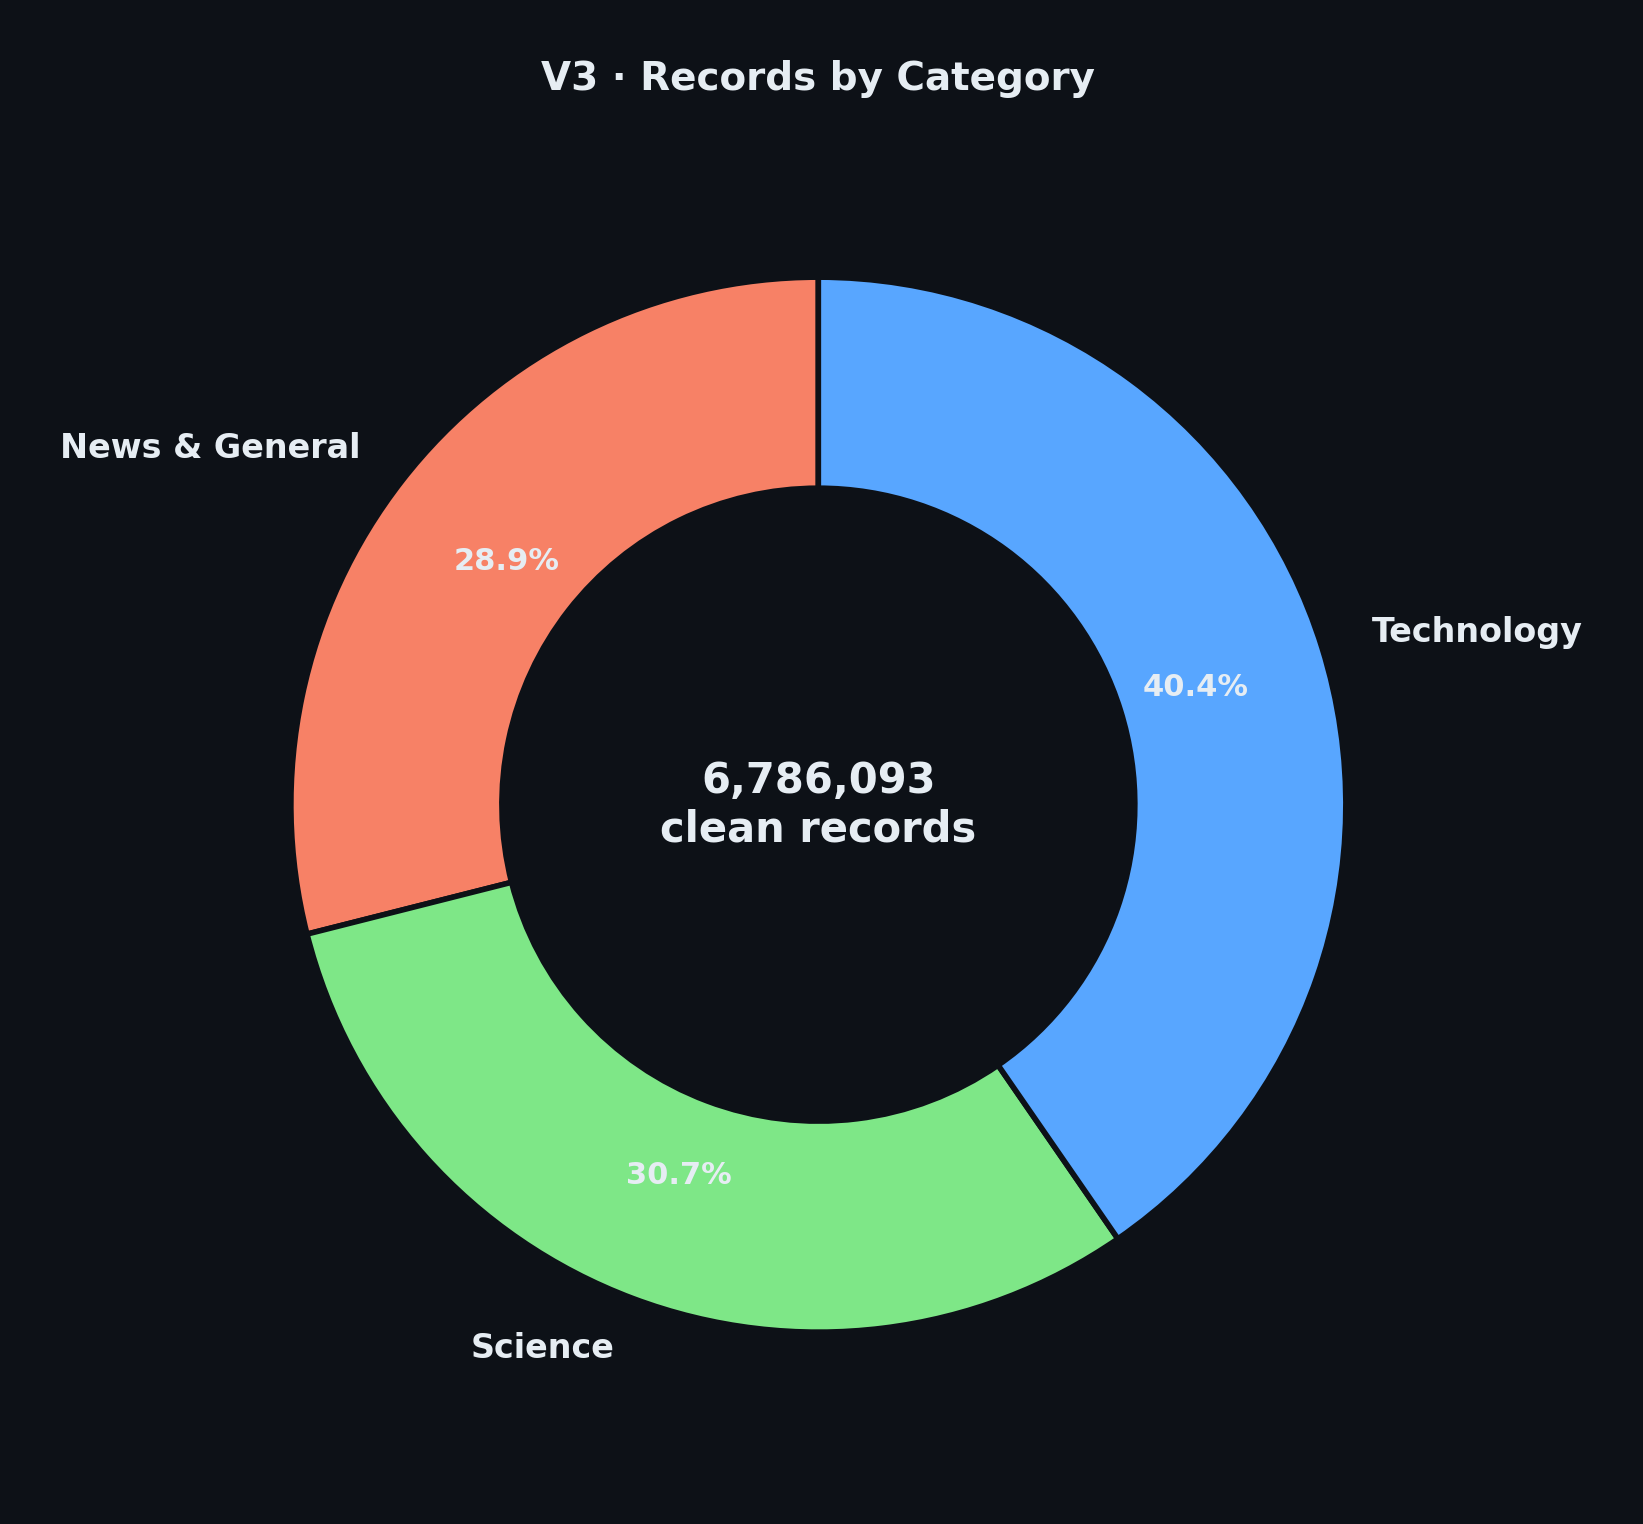 V3 · Records by Category
News & General
28.9%
Technology
40.4%
6,786,093
clean records
30.7%
Science